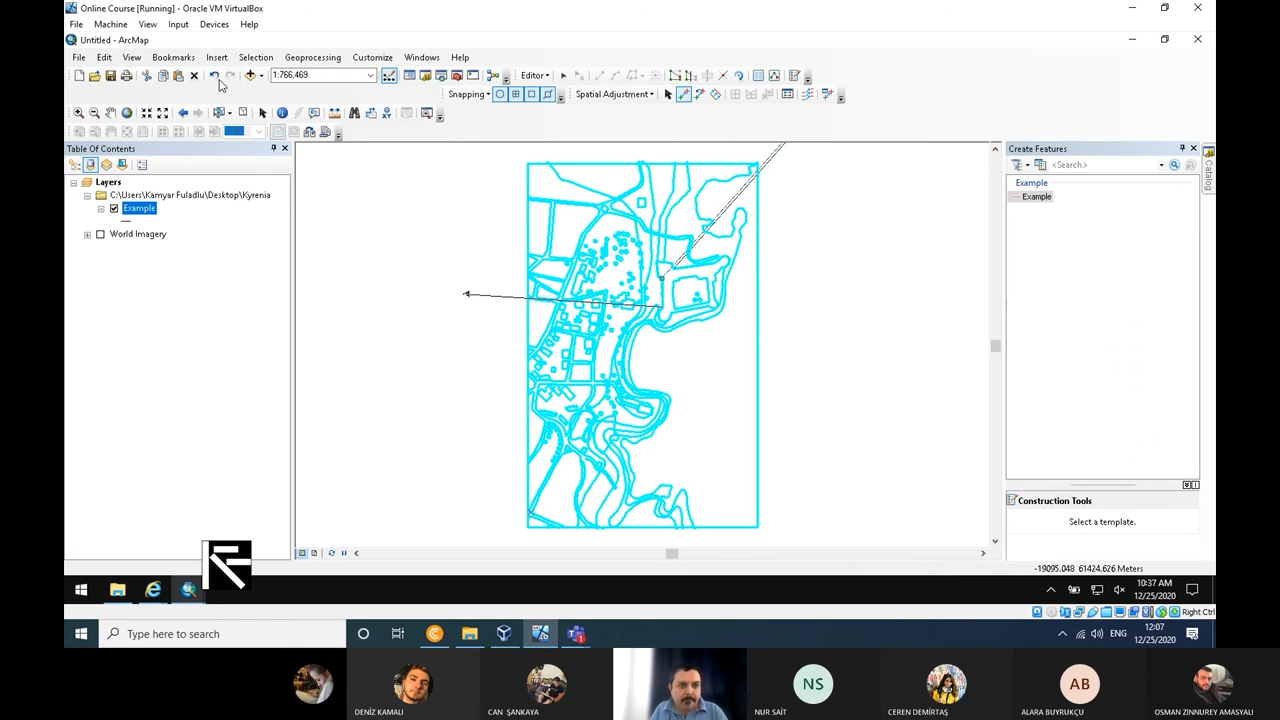 Online Course [Running] - Oracle VM VirtualBox
File Machine View Input Devices Help
Untitled - ArcMap
File Edit View Bookmarks Insert Selection Geoprocessing Customize Windows Help
1:766,469 Editor
Snapping Spatial Adjustment
Table Of Contents
Create Features
Layers
<Search>
Catalog
C:\Users\Kamyar Fuladlu\Desktop\Kyrenia
Example
Example
Example
World Imagery
Construction Tools
Select a template.
-19095.048 61424.626 Meters
10:37 AM
12/25/2020
Right Ctrl
Type here to search
ENG
12:07
12/25/2020
1
DENİZ KAMALI
CAN ŞANKAYA
NS
NUR SAİT
CEREN DEMİRTAŞ
AB
ALARA BUYRUKÇU
OSMAN ZINNUREY AMASYALI